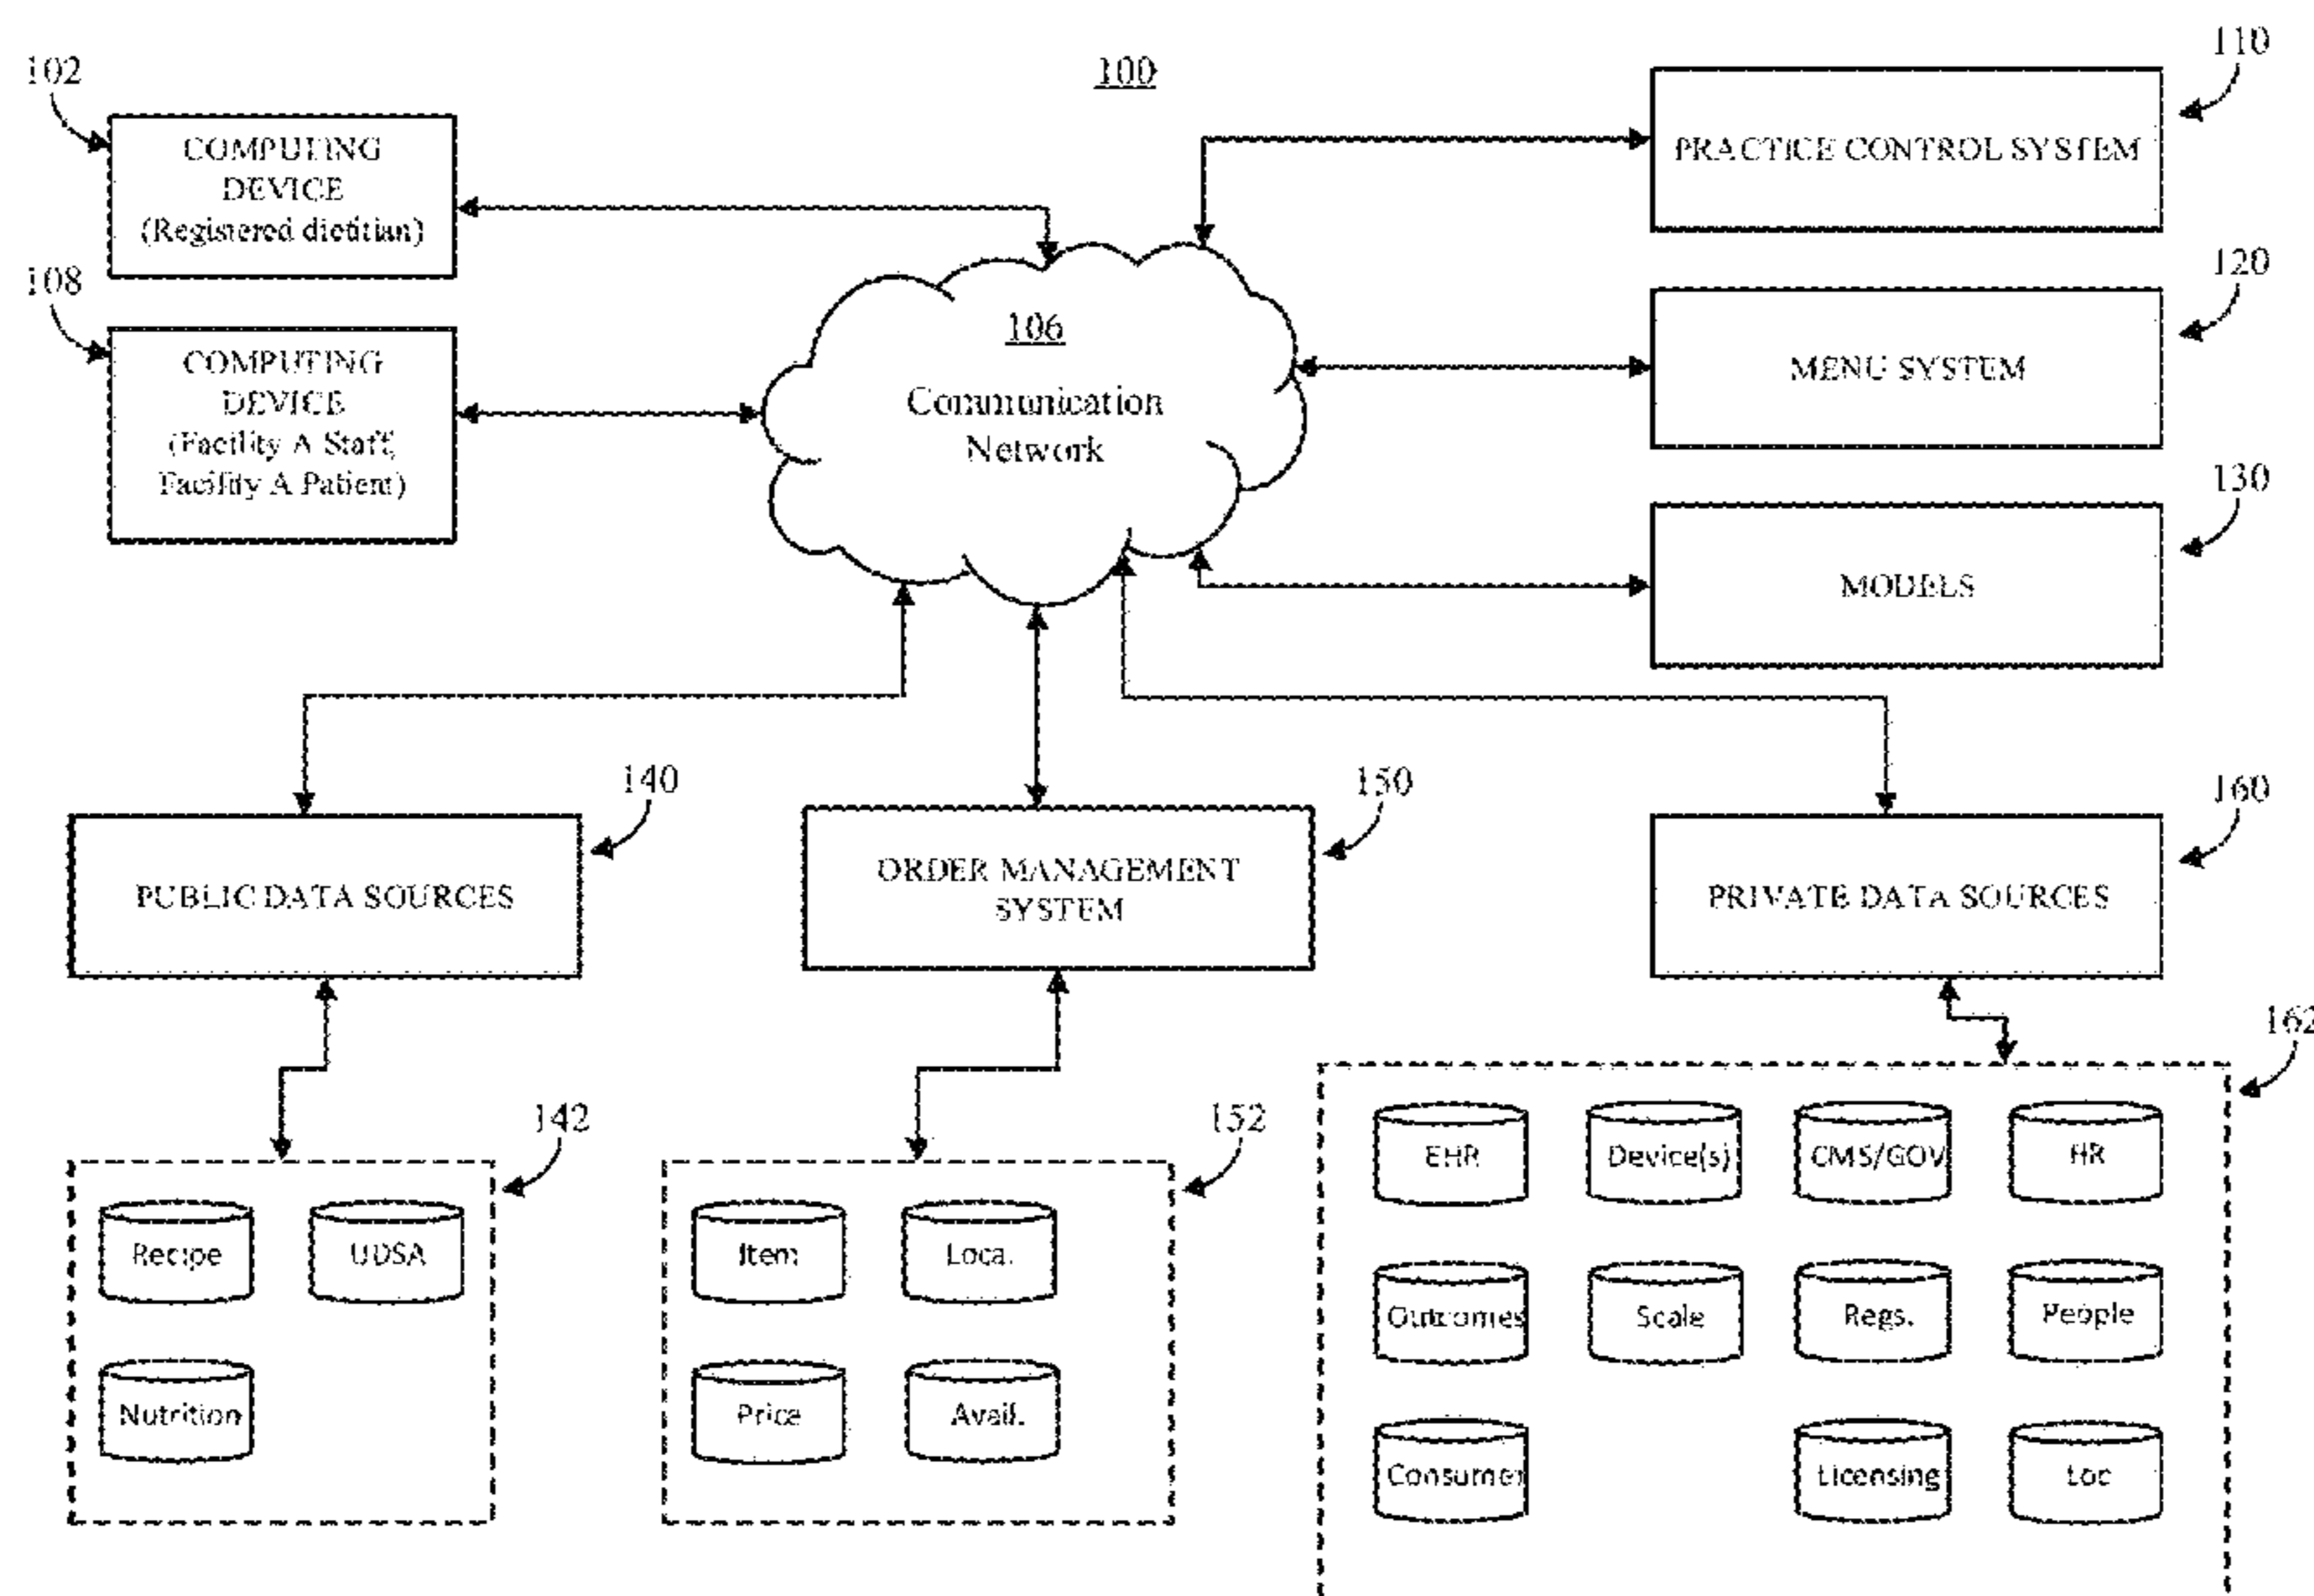 100
102
COMPUTING
DEVICE
(Registered dietitian)
108
COMPUTING
DEVICE
(Facility A Staff,
Facility A Patient)
106
Communication
Network
110
PRACTICE CONTROL SYSTEM
120
MENU SYSTEM
130
MODELS
140
PUBLIC DATA SOURCES
150
ORDER MANAGEMENT
SYSTEM
160
PRIVATE DATA SOURCES
142
Recipe
UDSA
Nutrition
152
Item
Loca.
Price
Avail.
162
EHR
Device(s)
CMS/GOV
HR
Outcomes
Scale
Regs.
People
Consumer
Licensing
Loc